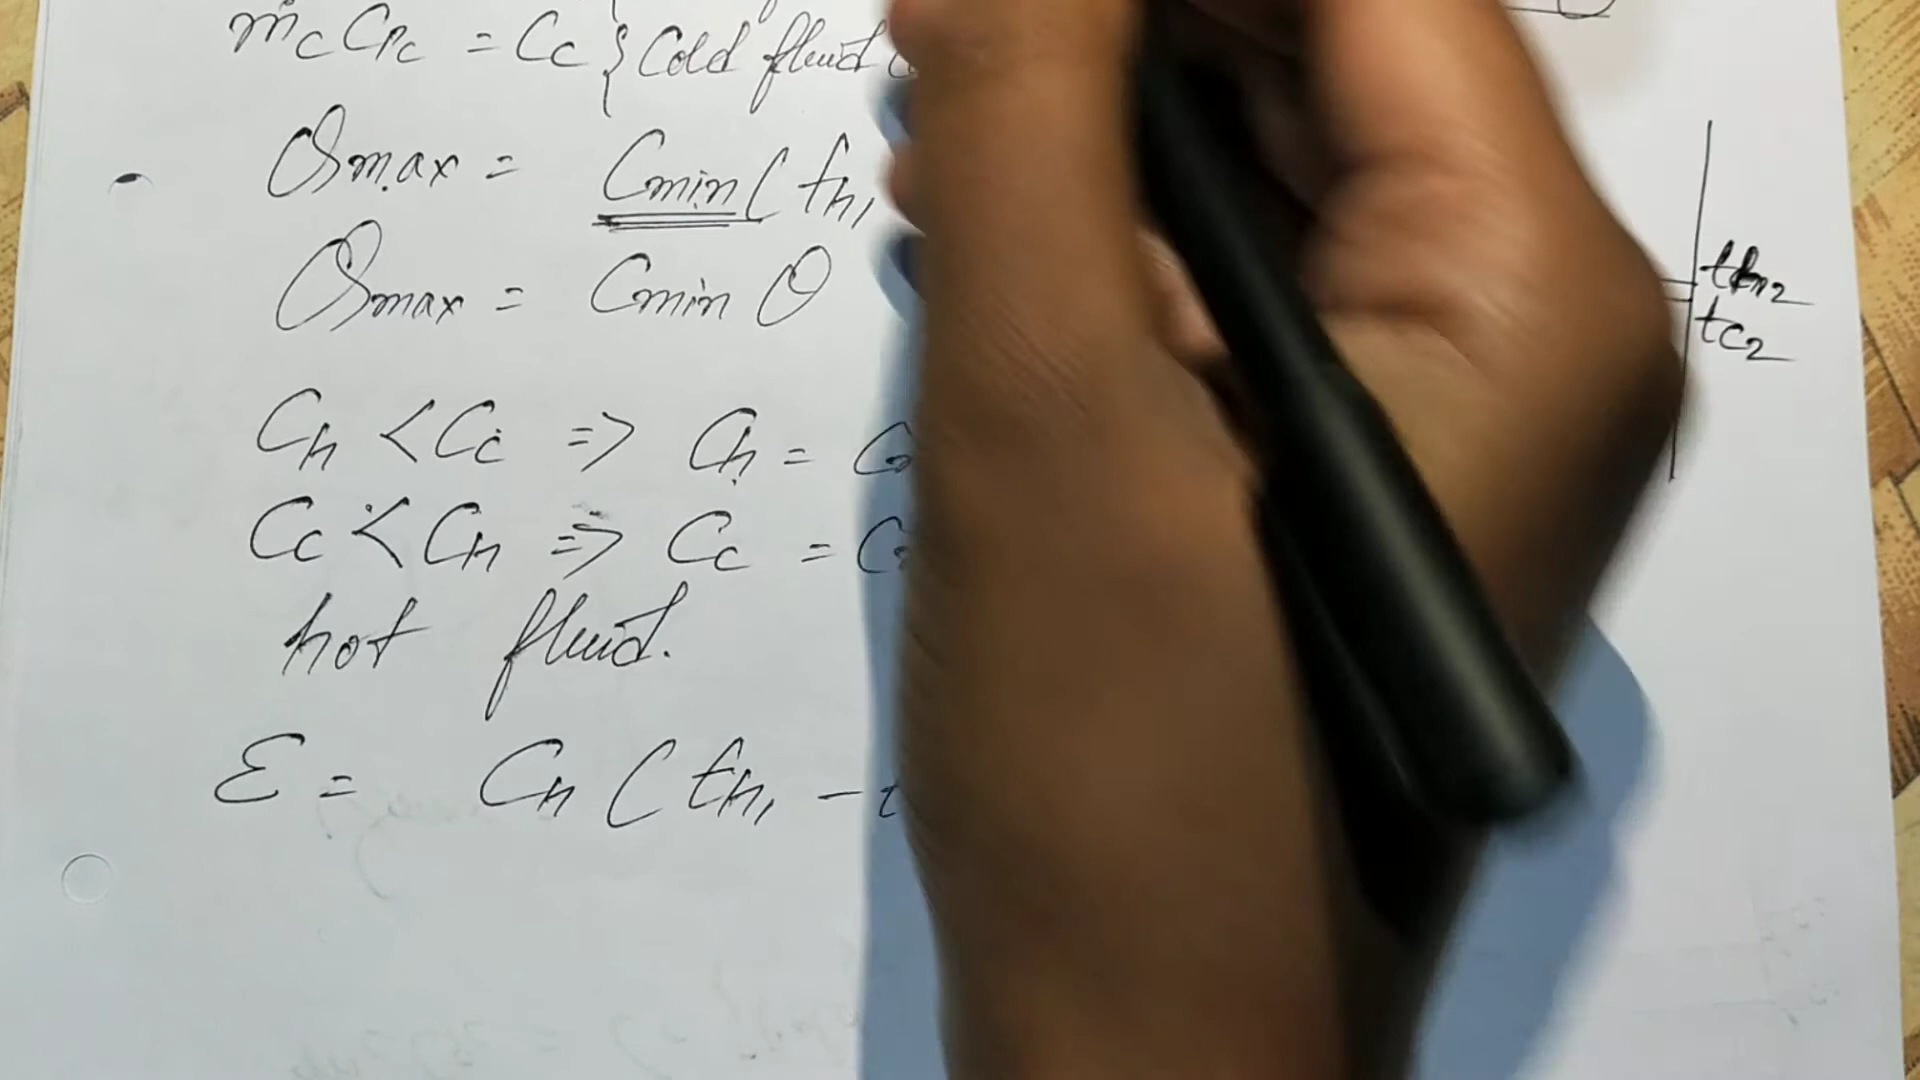 ṁc Cpc = Cc } Cold fluid
Qmax = Cmin ( th1
Qmax = Cmin θ
th2
tc2
Ch < Cc => Ch =
Cc < Ch => Cc =
hot fluid.
ε = Ch ( th1 -